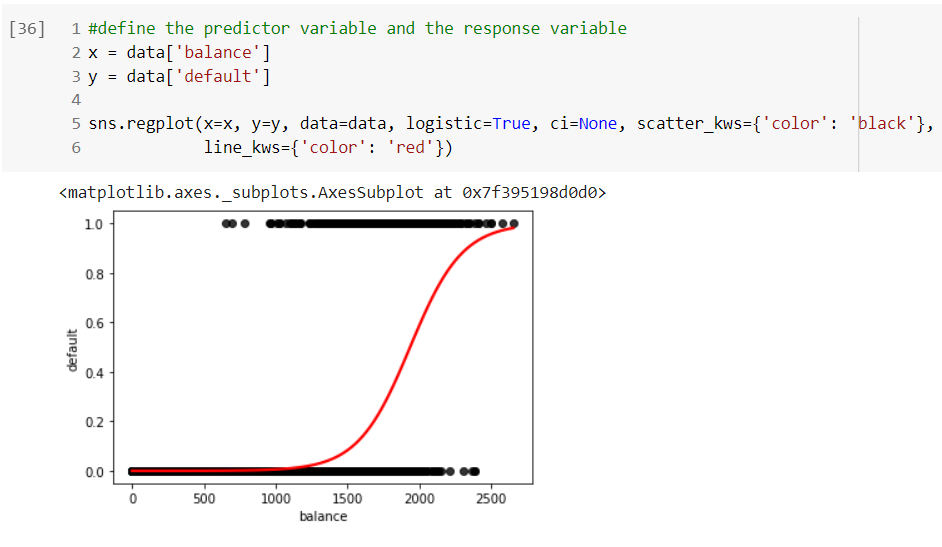 [36] 1 #define the predictor variable and the response variable
2 x = data['balance']
3 y = data['default']
4
5 sns.regplot(x=x, y=y, data=data, logistic=True, ci=None, scatter_kws={'color': 'black'},
6 line_kws={'color': 'red'})
<matplotlib.axes._subplots.AxesSubplot at 0x7f395198d0d0>
1.0
0.8
0.6
0.4
0.2
0.0
default
0 500 1000 1500 2000 2500
balance